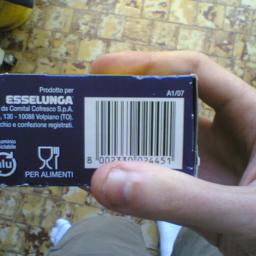 Prodotto per
A1/07
ESSELUNGA
da Comital Cofresco S.p.A.
, 130 - 10088 Volpiano (TO).
chio e confezione registrati.
alu
PER ALIMENTI
8 002330 024451